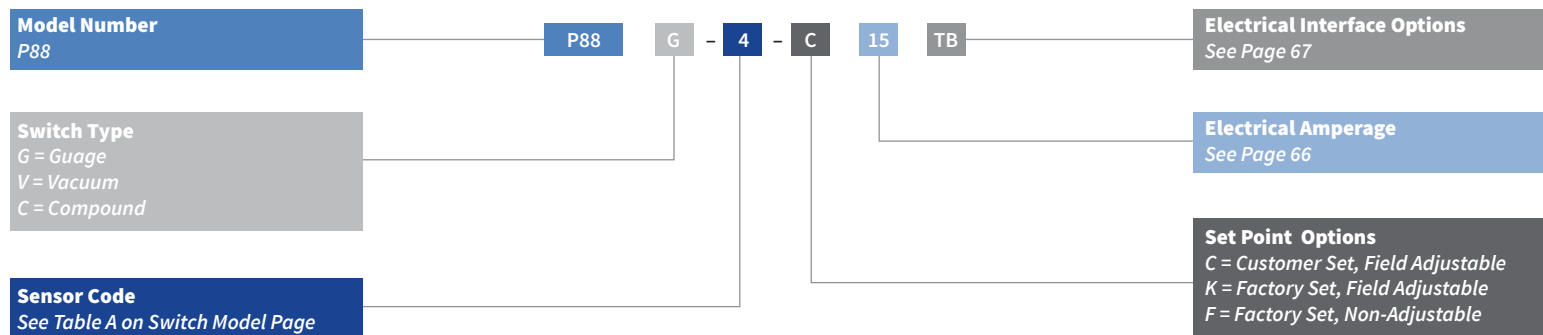 Model Number
P88
P88 G – 4 – C 15 TB
Electrical Interface Options
See Page 67
Switch Type
G = Guage
V = Vacuum
C = Compound
Electrical Amperage
See Page 66
Sensor Code
See Table A on Switch Model Page
Set Point Options
C = Customer Set, Field Adjustable
K = Factory Set, Field Adjustable
F = Factory Set, Non-Adjustable